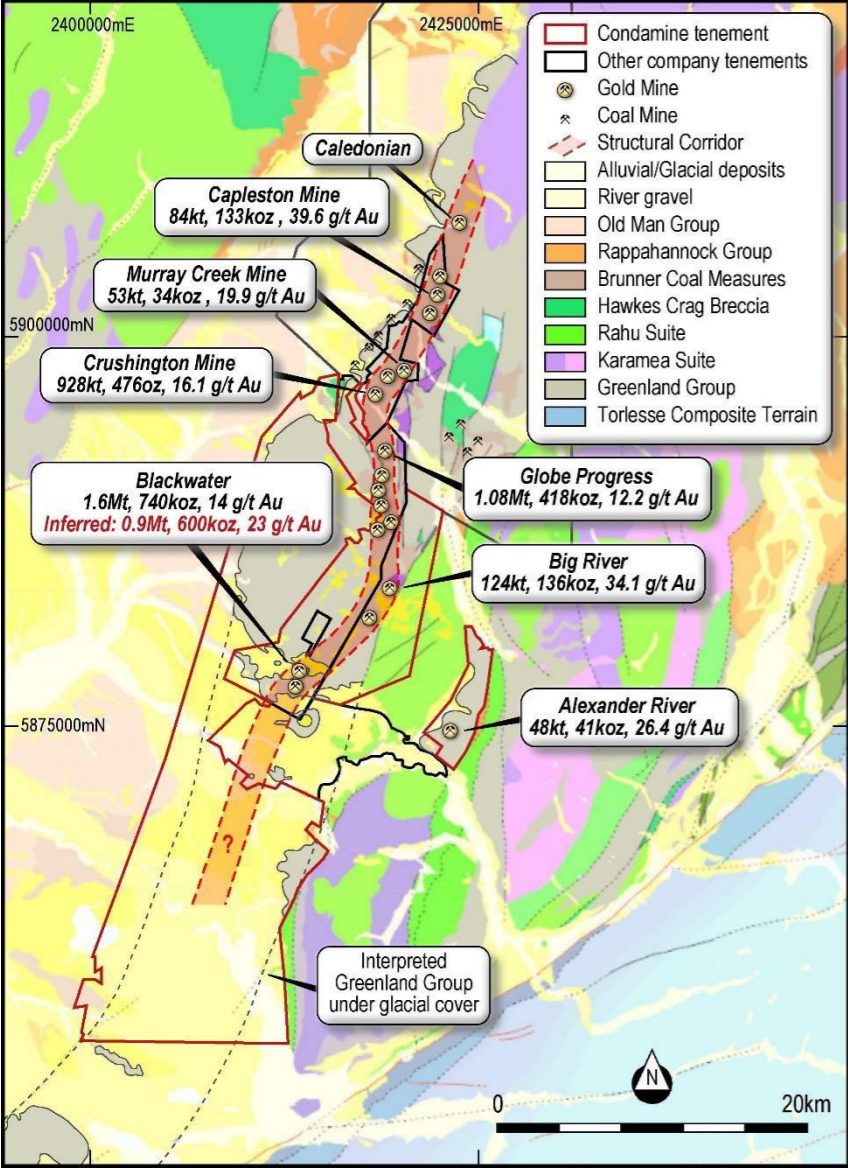 2400000mE
2425000mE
Condamine tenement
Other company tenements
Gold Mine
Coal Mine
Structural Corridor
Alluvial/Glacial deposits
River gravel
Old Man Group
Rappahannock Group
Brunner Coal Measures
Hawkes Crag Breccia
Rahu Suite
Karamea Suite
Greenland Group
Torlesse Composite Terrain
Caledonian
Capleston Mine
84kt, 133koz , 39.6 g/t Au
Murray Creek Mine
53kt, 34koz , 19.9 g/t Au
5900000mN
Crushington Mine
928kt, 476oz, 16.1 g/t Au
Blackwater
1.6Mt, 740koz, 14 g/t Au
Inferred: 0.9Mt, 600koz, 23 g/t Au
Globe Progress
1.08Mt, 418koz, 12.2 g/t Au
Big River
124kt, 136koz, 34.1 g/t Au
Alexander River
48kt, 41koz, 26.4 g/t Au
5875000mN
?
Interpreted
Greenland Group
under glacial cover
N
0
20km